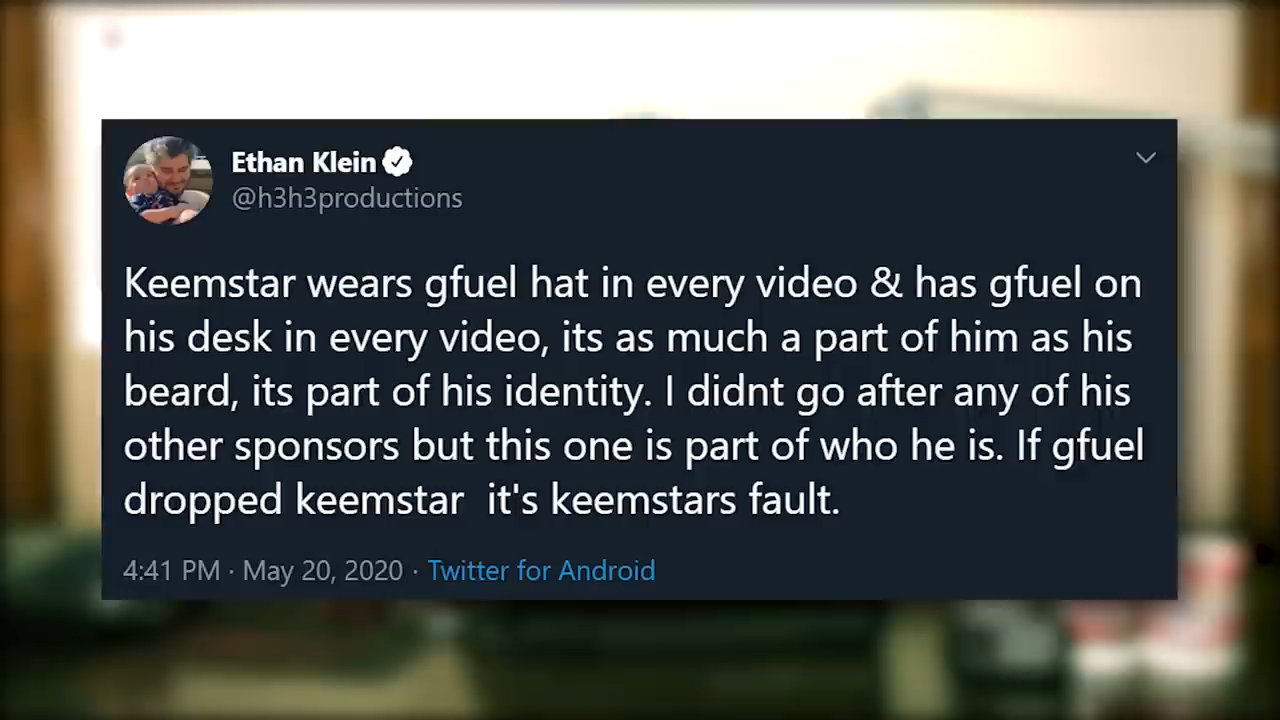 Ethan Klein
@h3h3productions
Keemstar wears gfuel hat in every video & has gfuel on
his desk in every video, its as much a part of him as his
beard, its part of his identity. I didnt go after any of his
other sponsors but this one is part of who he is. If gfuel
dropped keemstar  it's keemstars fault.
4:41 PM · May 20, 2020 · Twitter for Android